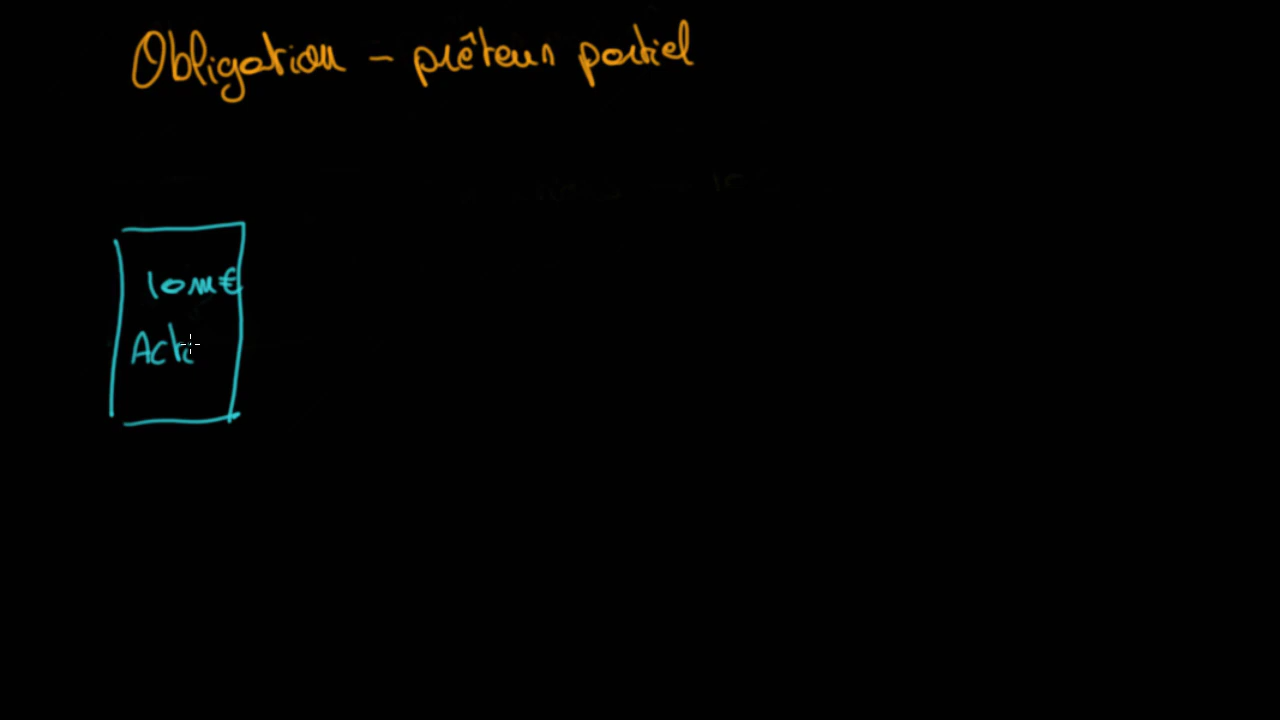 Obligation - prêteur partiel
10m€
Acti